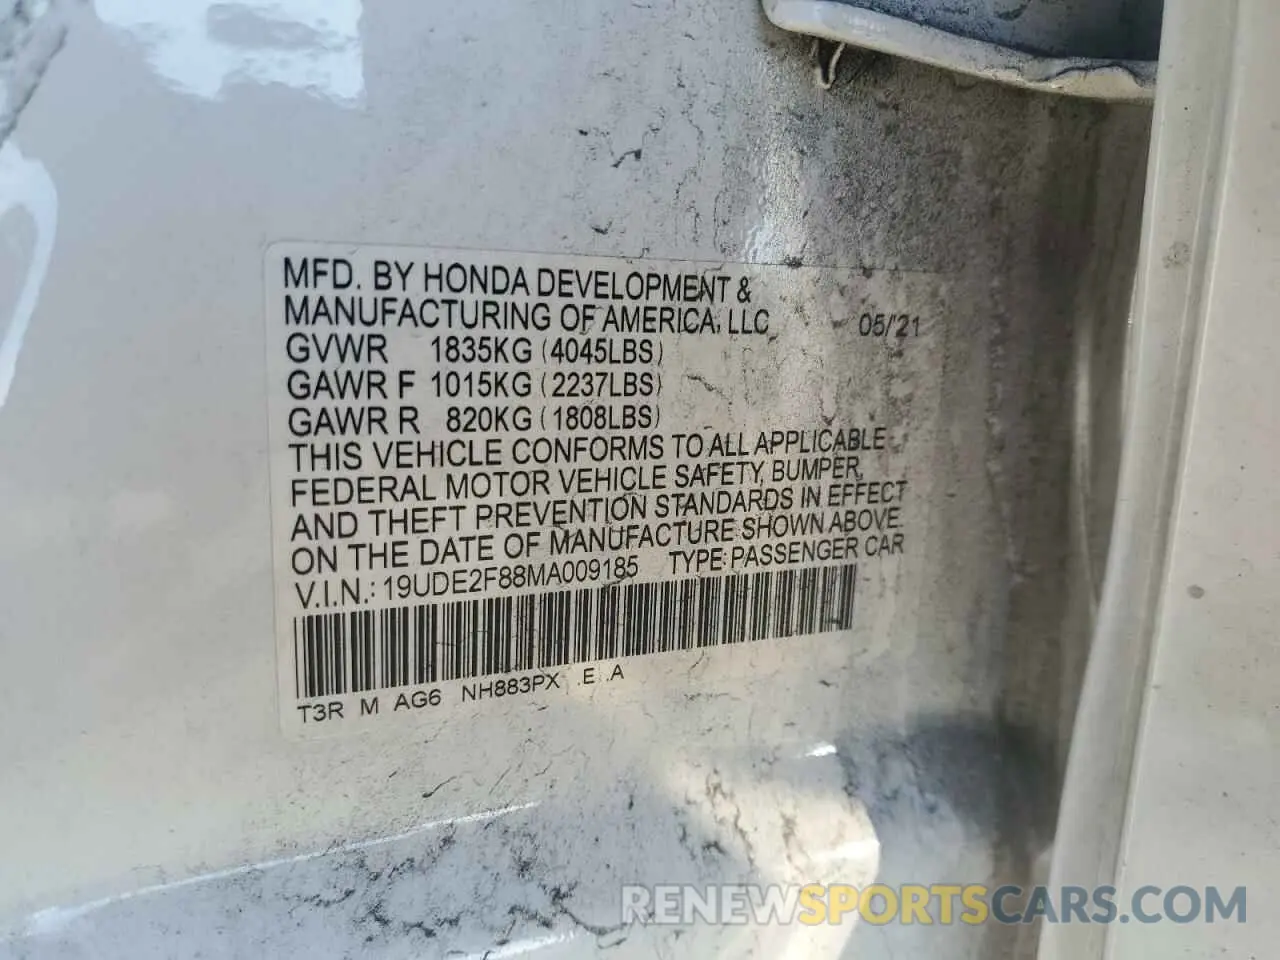 MFD. BY HONDA DEVELOPMENT &
MANUFACTURING OF AMERICA, LLC 05/'21
GVWR 1835KG (4045LBS)
GAWR F 1015KG (2237LBS)
GAWR R 820KG (1808LBS)
THIS VEHICLE CONFORMS TO ALL APPLICABLE
FEDERAL MOTOR VEHICLE SAFETY, BUMPER,
AND THEFT PREVENTION STANDARDS IN EFFECT
ON THE DATE OF MANUFACTURE SHOWN ABOVE.
V.I.N.: 19UDE2F88MA009185 TYPE: PASSENGER CAR
T3R M AG6 NH883PX .E .A
RENEWSPORTSCARS.COM